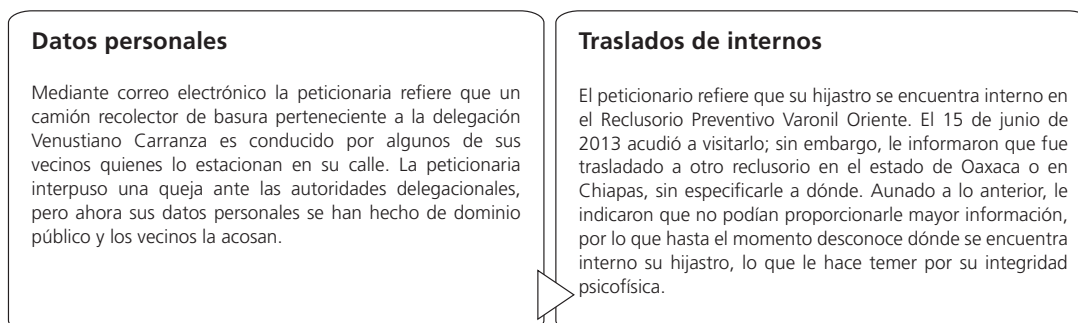 Datos personales
Mediante correo electrónico la peticionaria refiere que un
camión recolector de basura perteneciente a la delegación
Venustiano Carranza es conducido por algunos de sus
vecinos quienes lo estacionan en su calle. La peticionaria
interpuso una queja ante las autoridades delegacionales,
pero ahora sus datos personales se han hecho de dominio
público y los vecinos la acosan.
Traslados de internos
El peticionario refiere que su hijastro se encuentra interno en
el Reclusorio Preventivo Varonil Oriente. El 15 de junio de
2013 acudió a visitarlo; sin embargo, le informaron que fue
trasladado a otro reclusorio en el estado de Oaxaca o en
Chiapas, sin especificarle a dónde. Aunado a lo anterior, le
indicaron que no podían proporcionarle mayor información,
por lo que hasta el momento desconoce dónde se encuentra
interno su hijastro, lo que le hace temer por su integridad
psicofísica.